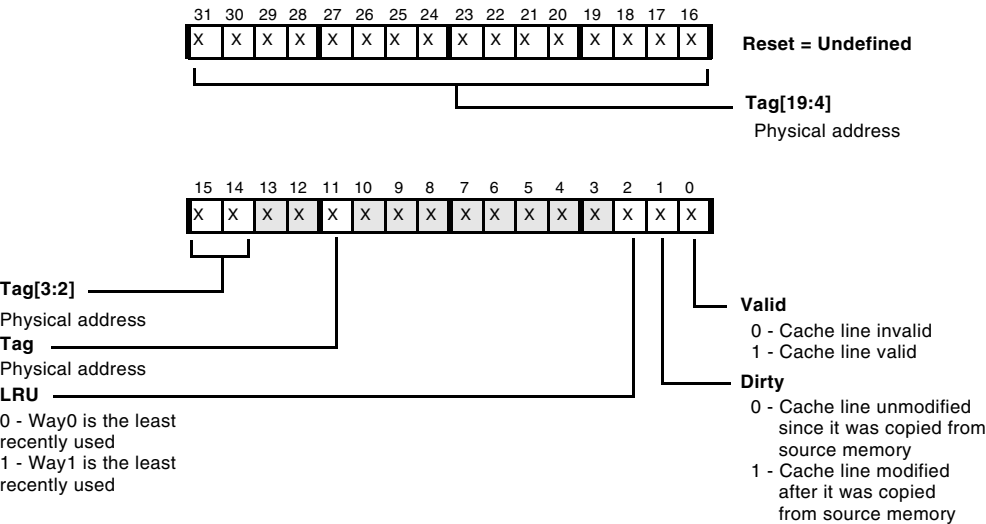 31 30 29 28 27 26 25 24 23 22 21 20 19 18 17 16
X X X X X X X X X X X X X X X X
Reset = Undefined
Tag[19:4]
Physical address
15 14 13 12 11 10 9 8 7 6 5 4 3 2 1 0
X X X X X X X X X X X X X X X X
Tag[3:2]
Physical address
Tag
Physical address
LRU
0 - Way0 is the least
recently used
1 - Way1 is the least
recently used
Valid
0 - Cache line invalid
1 - Cache line valid
Dirty
0 - Cache line unmodified
since it was copied from
source memory
1 - Cache line modified
after it was copied
from source memory